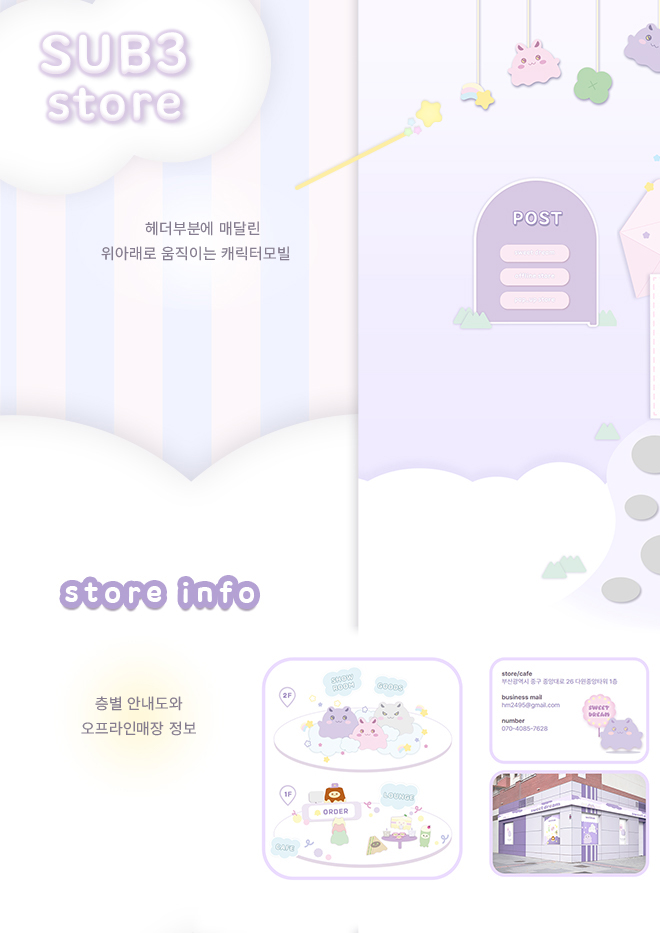 SUB3
store
헤더부분에 매달린
위아래로 움직이는 캐릭터모빌
POST
store info
층별 안내도와
오프라인매장 정보
2F
SHOW
ROOM
GOODS
1F
ORDER
LOUNGE
CAFE
store/cafe
부산광역시 중구 중앙대로 26 다원중앙타워 1층
business mail
hm2495@gmail.com
number
070-4085-7628
SWEET
DREAM